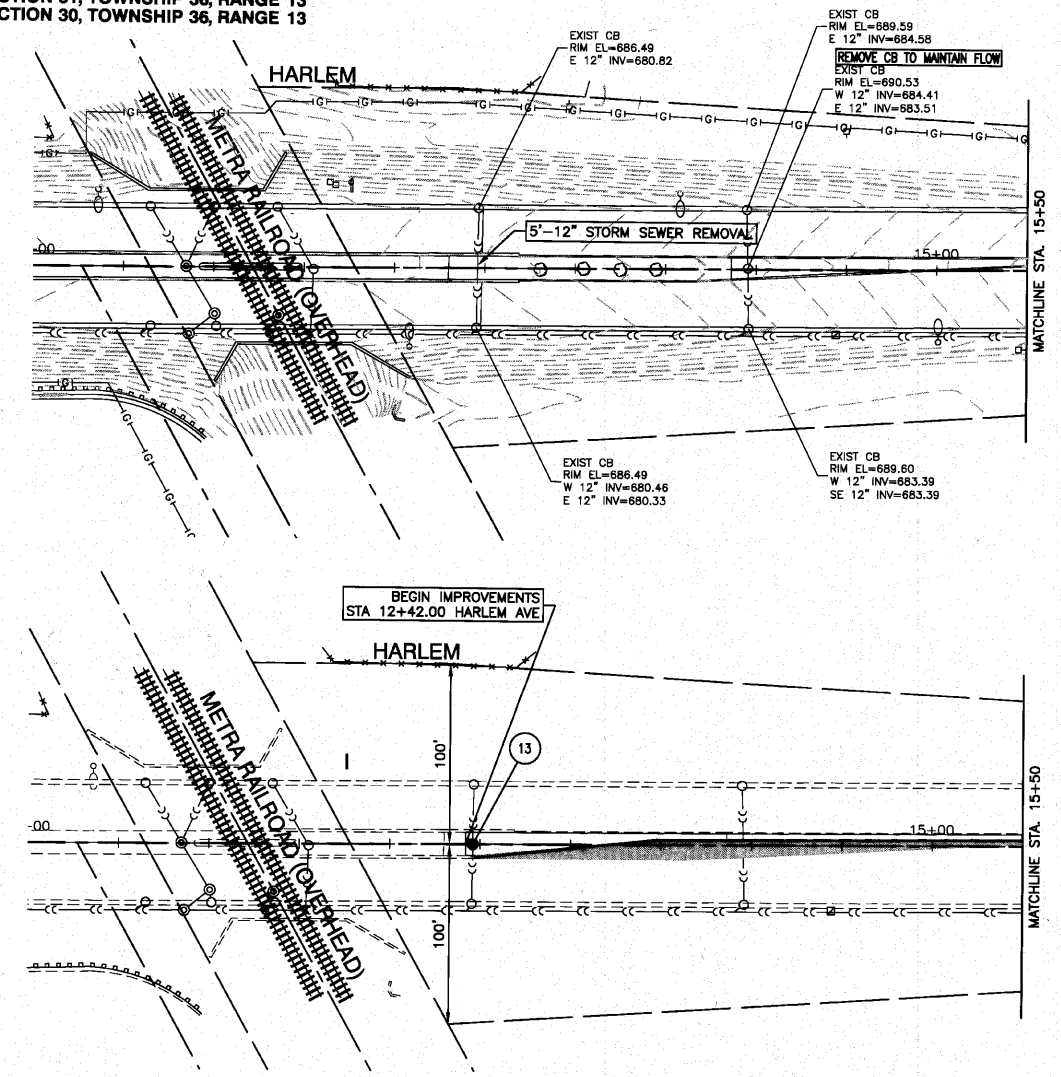 CTION 31, TOWNSHIP 36, RANGE 13
CTION 30, TOWNSHIP 36, RANGE 13
EXIST CB
RIM EL=686.49
E 12" INV=680.82
EXIST CB
RIM EL=689.59
E 12" INV=684.58
REMOVE CB TO MAINTAIN FLOW
EXIST CB
RIM EL=690.53
W 12" INV=684.41
E 12" INV=683.51
HARLEM
METRA RAILROAD (OVERHEAD)
5'-12" STORM SEWER REMOVAL
-00
15+00
MATCHLINE STA. 15+50
EXIST CB
RIM EL=686.49
W 12" INV=680.46
E 12" INV=680.33
EXIST CB
RIM EL=689.60
W 12" INV=683.39
SE 12" INV=683.39
BEGIN IMPROVEMENTS
STA 12+42.00 HARLEM AVE
HARLEM
METRA RAILROAD (OVERHEAD)
100'
13
-00
15+00
100'
MATCHLINE STA. 15+50